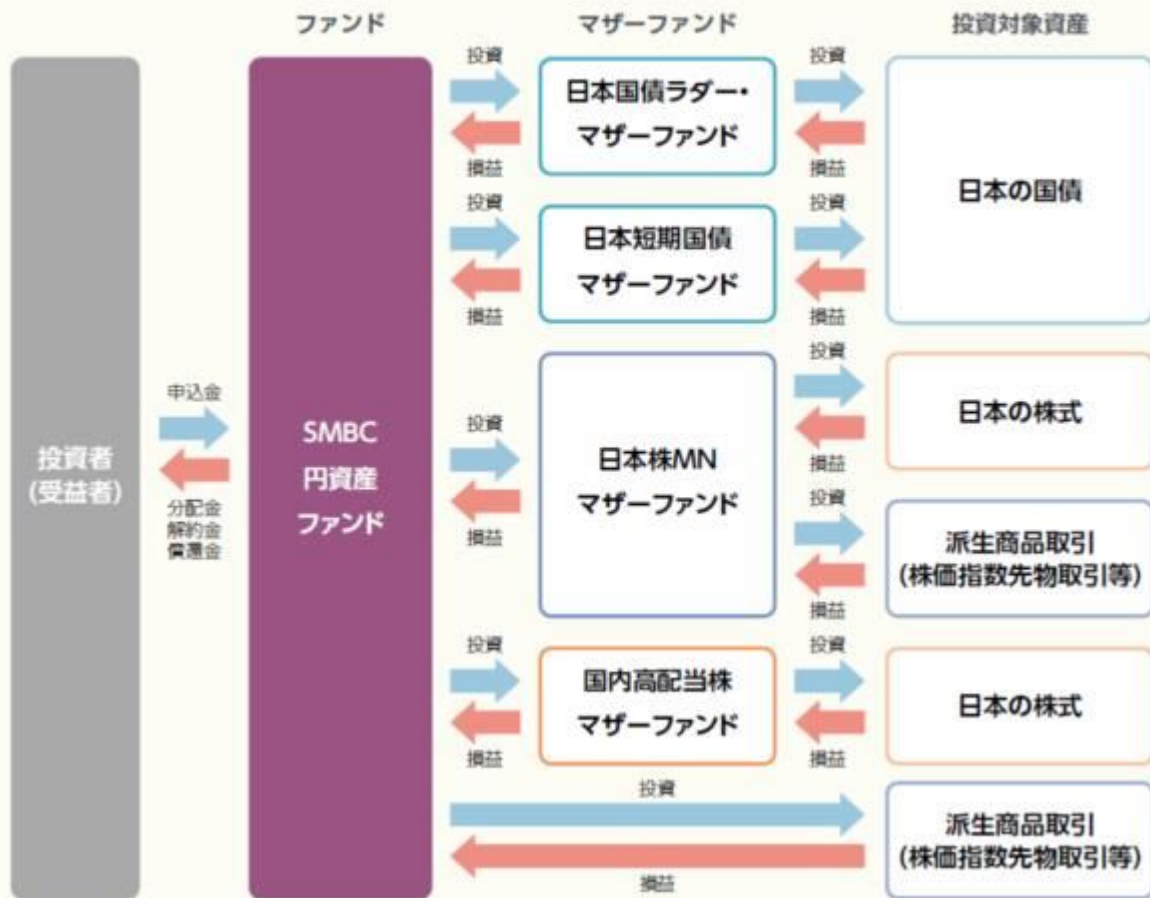 ファンド
マザーファンド
投資対象資産
投資者
(受益者)
申込金
分配金
解約金
償還金
SMBC
円資産
ファンド
投資
損益
日本国債ラダー・
マザーファンド
投資
損益
投資
損益
日本短期国債
マザーファンド
投資
損益
日本の国債
投資
損益
日本株MN
マザーファンド
投資
損益
日本の株式
投資
損益
派生商品取引
(株価指数先物取引等)
投資
損益
国内高配当株
マザーファンド
投資
損益
日本の株式
投資
損益
派生商品取引
(株価指数先物取引等)